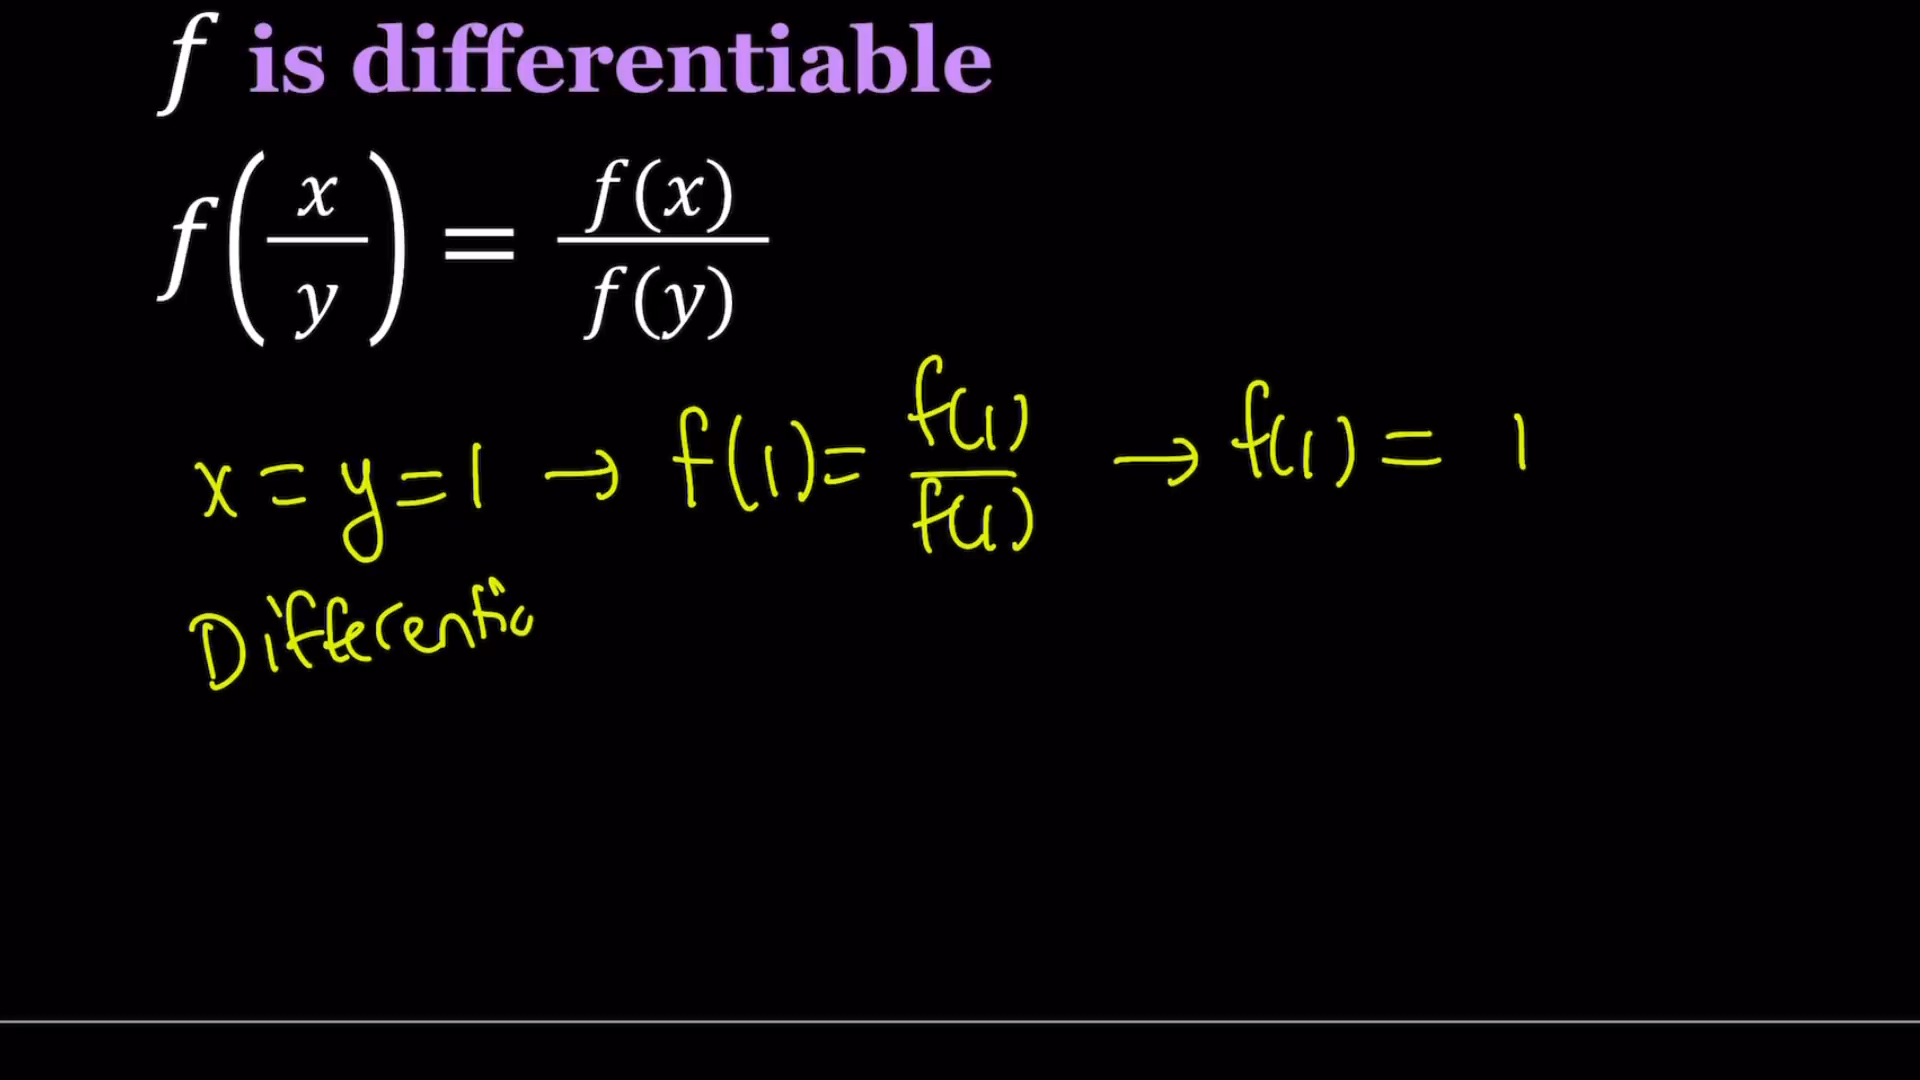 f is differentiable
f(x/y) = f(x)/f(y)
x = y = 1 → f(1) = f(1)/f(1) → f(1) = 1
Differentia